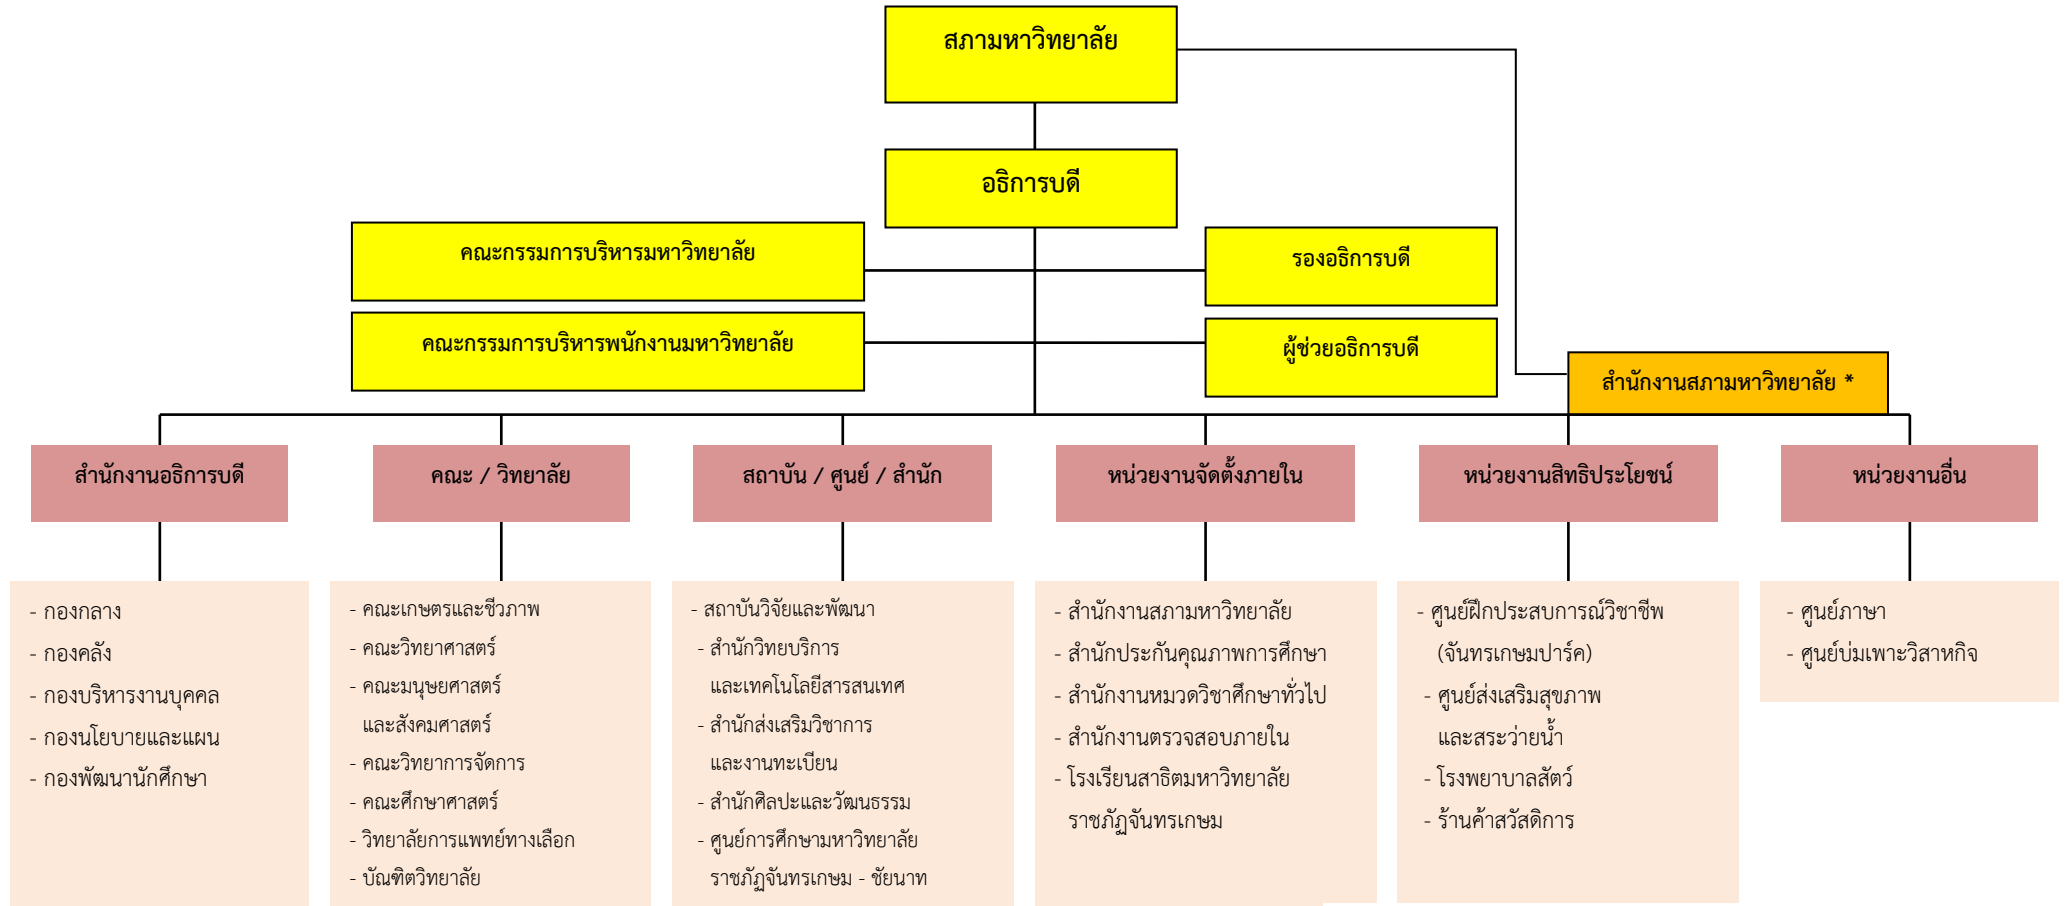 สภามหาวิทยาลัย
อธิการบดี
คณะกรรมการบริหารมหาวิทยาลัย
รองอธิการบดี
คณะกรรมการบริหารพนักงานมหาวิทยาลัย
ผู้ช่วยอธิการบดี
สำนักงานสภามหาวิทยาลัย *
สำนักงานอธิการบดี
คณะ / วิทยาลัย
สถาบัน / ศูนย์ / สำนัก
หน่วยงานจัดตั้งภายใน
หน่วยงานสิทธิประโยชน์
หน่วยงานอื่น
- กองกลาง
- กองคลัง
- กองบริหารงานบุคคล
- กองนโยบายและแผน
- กองพัฒนานักศึกษา
- คณะเกษตรและชีวภาพ
- คณะวิทยาศาสตร์
- คณะมนุษยศาสตร์
และสังคมศาสตร์
- คณะวิทยาการจัดการ
- คณะศึกษาศาสตร์
- วิทยาลัยการแพทย์ทางเลือก
- บัณฑิตวิทยาลัย
- สถาบันวิจัยและพัฒนา
- สำนักวิทยบริการ
และเทคโนโลยีสารสนเทศ
- สำนักส่งเสริมวิชาการ
และงานทะเบียน
- สำนักศิลปะและวัฒนธรรม
- ศูนย์การศึกษามหาวิทยาลัย
ราชภัฏจันทรเกษม - ชัยนาท
- สำนักงานสภามหาวิทยาลัย
- สำนักประกันคุณภาพการศึกษา
- สำนักงานหมวดวิชาศึกษาทั่วไป
- สำนักงานตรวจสอบภายใน
- โรงเรียนสาธิตมหาวิทยาลัย
ราชภัฏจันทรเกษม
- ศูนย์ฝึกประสบการณ์วิชาชีพ
(จันทรเกษมปาร์ค)
- ศูนย์ส่งเสริมสุขภาพ
และสระว่ายน้ำ
- โรงพยาบาลสัตว์
- ร้านค้าสวัสดิการ
- ศูนย์ภาษา
- ศูนย์บ่มเพาะวิสาหกิจ